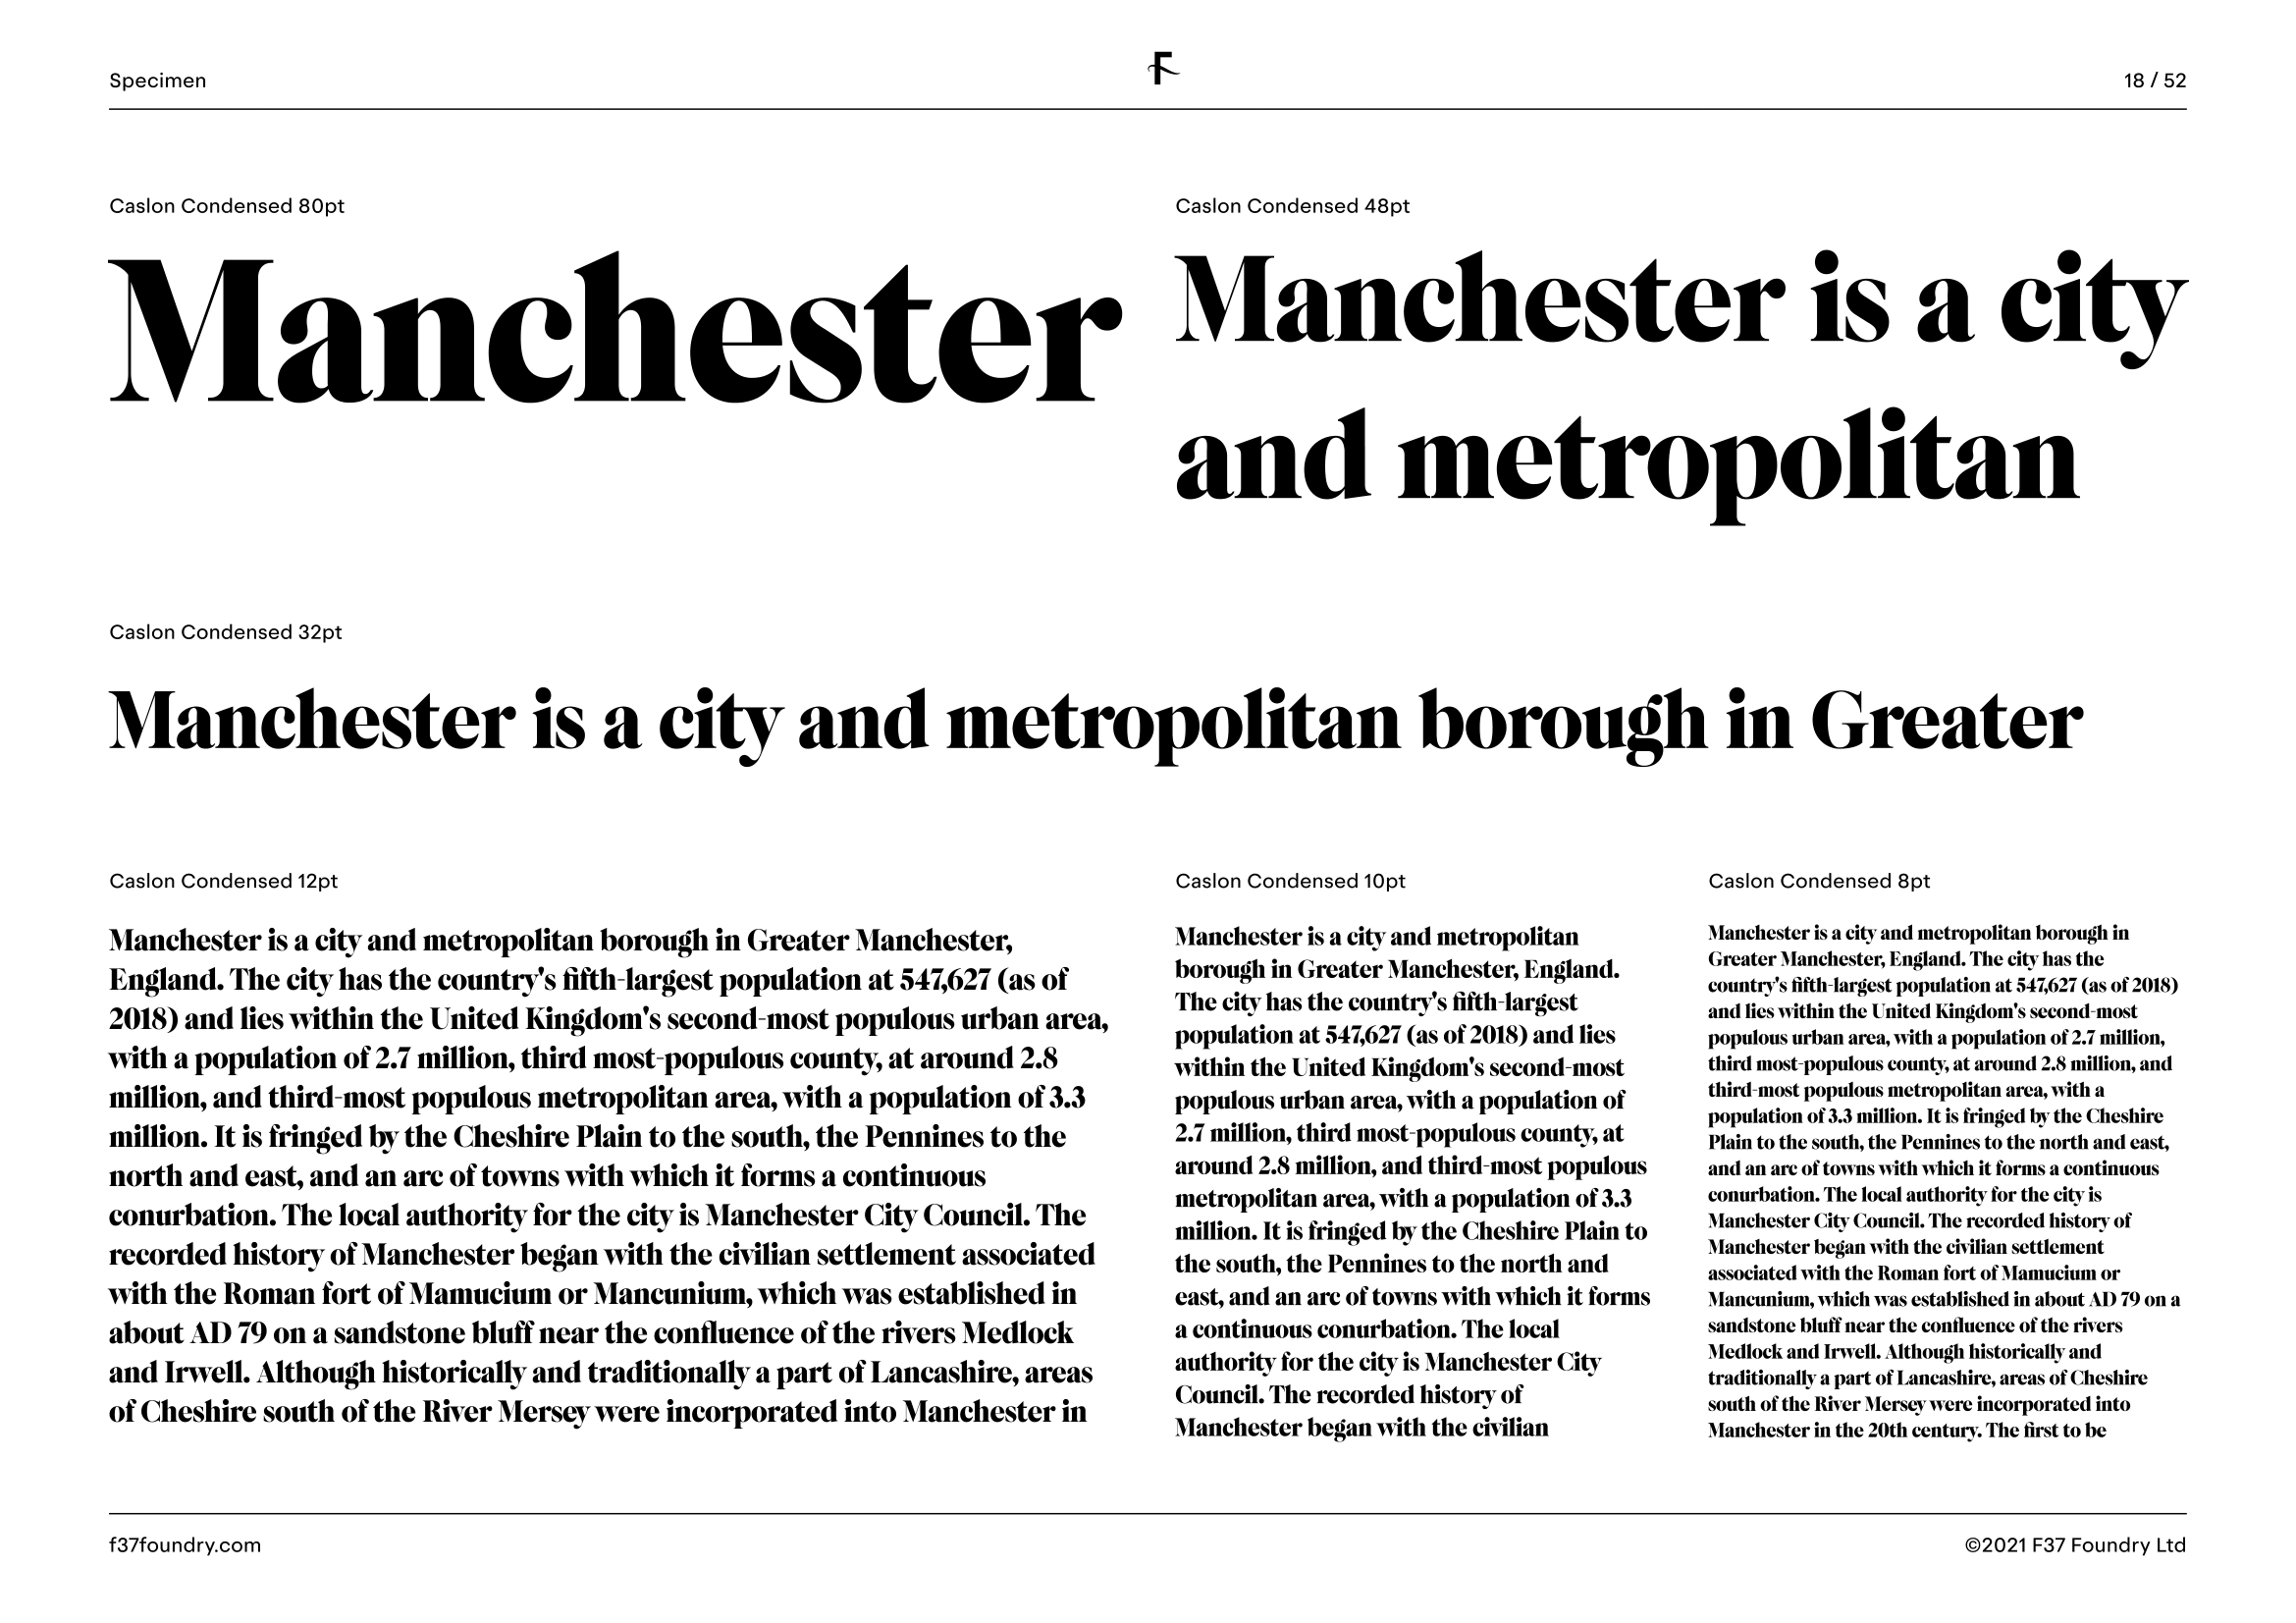 Specimen
F
18 / 52
Caslon Condensed 80pt
Manchester
Caslon Condensed 48pt
Manchester is a city
and metropolitan
Caslon Condensed 32pt
Manchester is a city and metropolitan borough in Greater
Caslon Condensed 12pt
Manchester is a city and metropolitan borough in Greater Manchester,
England. The city has the country's fifth-largest population at 547,627 (as of
2018) and lies within the United Kingdom's second-most populous urban area,
with a population of 2.7 million, third most-populous county, at around 2.8
million, and third-most populous metropolitan area, with a population of 3.3
million. It is fringed by the Cheshire Plain to the south, the Pennines to the
north and east, and an arc of towns with which it forms a continuous
conurbation. The local authority for the city is Manchester City Council. The
recorded history of Manchester began with the civilian settlement associated
with the Roman fort of Mamucium or Mancunium, which was established in
about AD 79 on a sandstone bluff near the confluence of the rivers Medlock
and Irwell. Although historically and traditionally a part of Lancashire, areas
of Cheshire south of the River Mersey were incorporated into Manchester in
Caslon Condensed 10pt
Manchester is a city and metropolitan
borough in Greater Manchester, England.
The city has the country's fifth-largest
population at 547,627 (as of 2018) and lies
within the United Kingdom's second-most
populous urban area, with a population of
2.7 million, third most-populous county, at
around 2.8 million, and third-most populous
metropolitan area, with a population of 3.3
million. It is fringed by the Cheshire Plain to
the south, the Pennines to the north and
east, and an arc of towns with which it forms
a continuous conurbation. The local
authority for the city is Manchester City
Council. The recorded history of
Manchester began with the civilian
Caslon Condensed 8pt
Manchester is a city and metropolitan borough in
Greater Manchester, England. The city has the
country's fifth-largest population at 547,627 (as of 2018)
and lies within the United Kingdom's second-most
populous urban area, with a population of 2.7 million,
third most-populous county, at around 2.8 million, and
third-most populous metropolitan area, with a
population of 3.3 million. It is fringed by the Cheshire
Plain to the south, the Pennines to the north and east,
and an arc of towns with which it forms a continuous
conurbation. The local authority for the city is
Manchester City Council. The recorded history of
Manchester began with the civilian settlement
associated with the Roman fort of Mamucium or
Mancunium, which was established in about AD 79 on a
sandstone bluff near the confluence of the rivers
Medlock and Irwell. Although historically and
traditionally a part of Lancashire, areas of Cheshire
south of the River Mersey were incorporated into
Manchester in the 20th century. The first to be
f37foundry.com
©2021 F37 Foundry Ltd